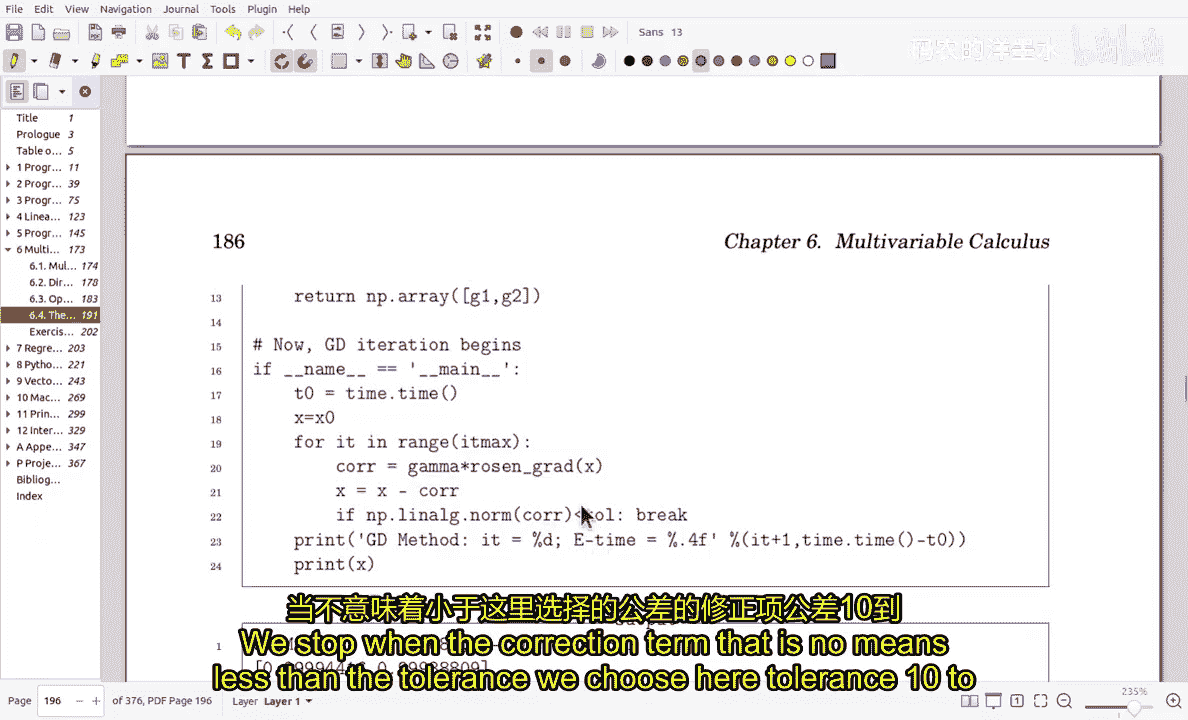 File Edit View Navigation Journal Tools Plugin Help
Sans 13
Title 1
Prologue 3
Table o... 5
1 Progr... 11
2 Progr... 39
3 Progr... 75
4 Linea... 123
5 Progr... 145
6 Multi... 173
6.1. Mul... 174
6.2. Dir... 178
6.3. Op... 183
6.4. The... 191
Exercis... 202
7 Regre... 203
8 Pytho... 221
9 Vecto... 243
10 Mac... 269
11 Prin... 299
12 Inter... 329
A Appe... 347
P Proje... 367
Bibliog...
Index
186 Chapter 6. Multivariable Calculus
13 return np.array([g1,g2])
14
15 # Now, GD iteration begins
16 if __name__ == '__main__':
17 t0 = time.time()
18 x=x0
19 for it in range(itmax):
20 corr = gamma*rosen_grad(x)
21 x = x - corr
22 if np.linalg.norm(corr)<tol: break
23 print('GD Method: it = %d; E-time = %.4f' %(it+1,time.time()-t0))
24 print(x)
1
当不意味着小于这里选择的公差的修正项公差10到
We stop when the correction term that is no means
less than the tolerance we choose here tolerance 10 to
Page 196 of 376, PDF Page 196 Layer Layer 1 235%